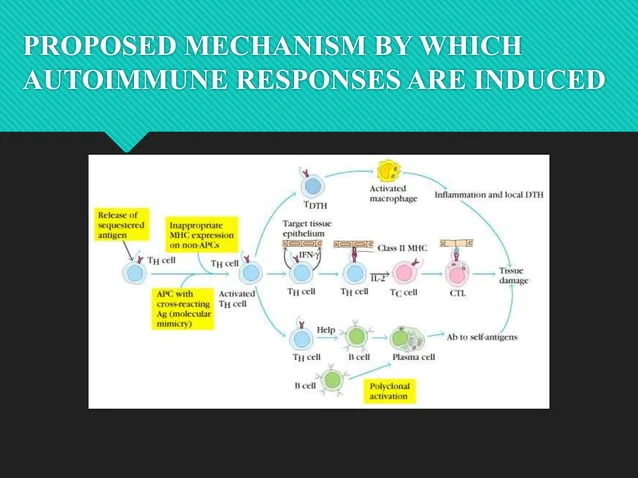 PROPOSED MECHANISM BY WHICH
AUTOIMMUNE RESPONSES ARE INDUCED
Release of
sequestered
antigen
TH cell
Inappropriate
MHC expression
on non-APCs
TH cell
APC with
cross-reacting
Ag (molecular
mimicry)
Activated
TH cell
TDTH
Activated
macrophage
Inflammation and local DTH
Target tissue
epithelium
IFN-γ
TH cell
Class II MHC
TH cell
IL-2
TC cell
CTL
Tissue
damage
Help
TH cell
B cell
Plasma cell
Ab to self-antigens
B cell
Polyclonal
activation